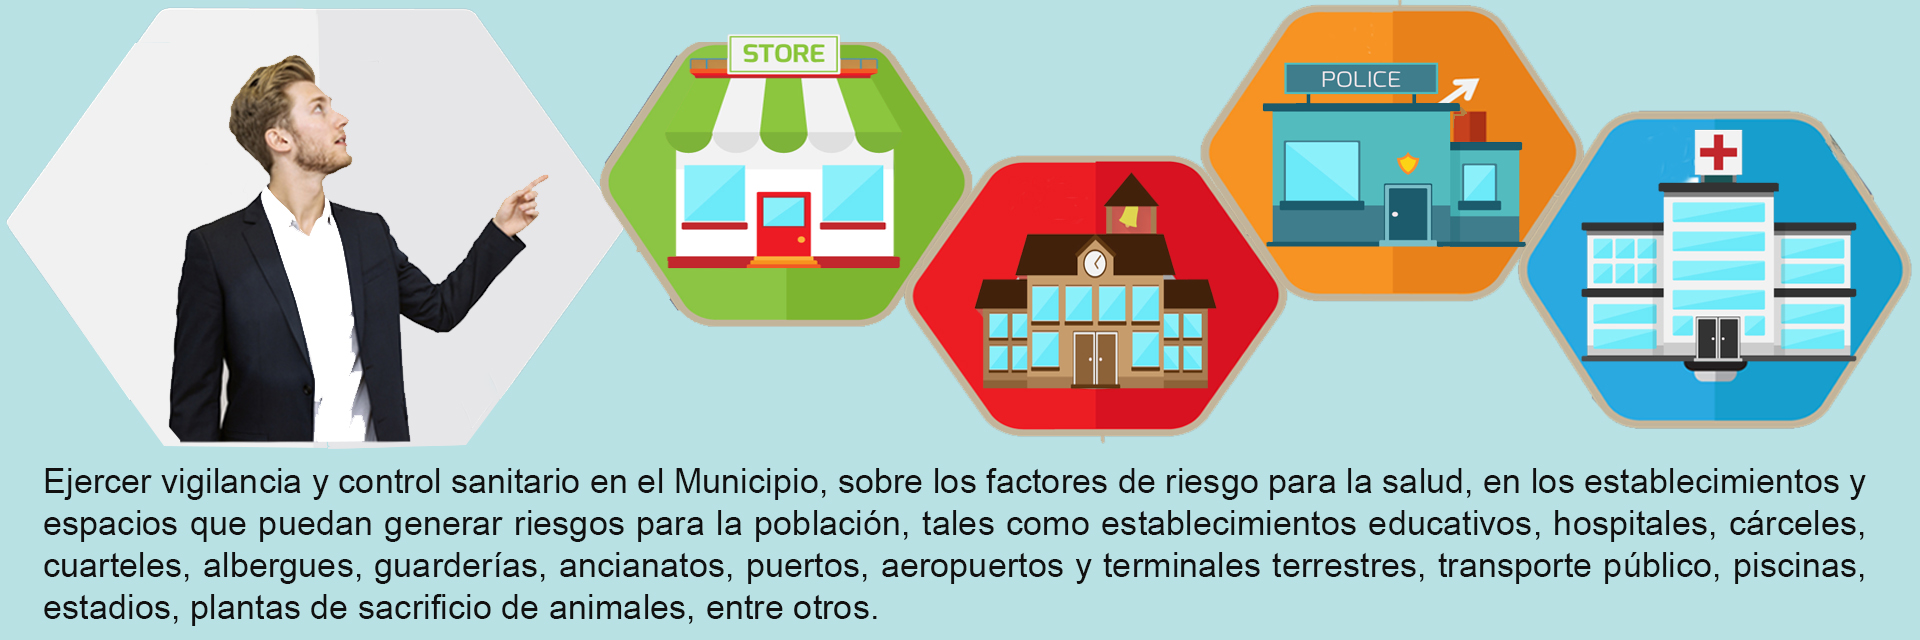 STORE
POLICE
Ejercer vigilancia y control sanitario en el Municipio, sobre los factores de riesgo para la salud, en los establecimientos y
espacios que puedan generar riesgos para la población, tales como establecimientos educativos, hospitales, cárceles,
cuarteles, albergues, guarderías, ancianatos, puertos, aeropuertos y terminales terrestres, transporte público, piscinas,
estadios, plantas de sacrificio de animales, entre otros.